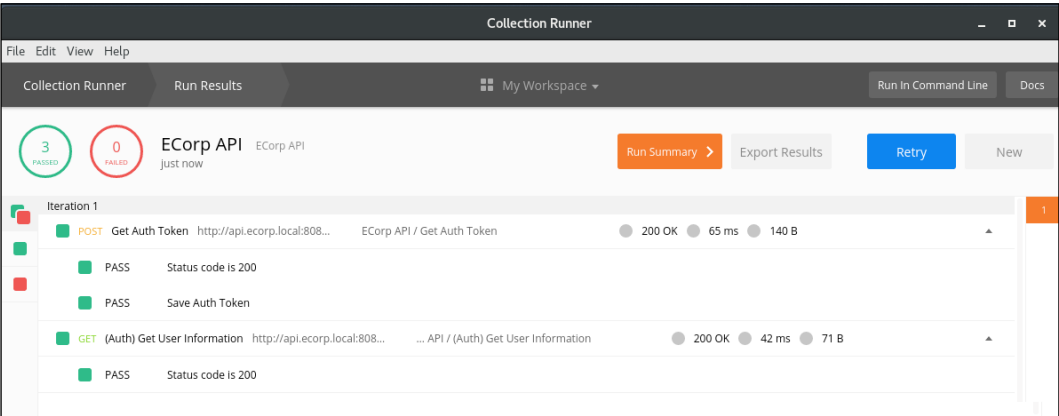 Collection Runner
File Edit View Help
Collection Runner Run Results My Workspace Run In Command Line Docs
3 PASSED 0 FAILED ECorp API ECorp API Run Summary Export Results Retry New
just now
Iteration 1 1
POST Get Auth Token http://api.ecorp.local:808... ECorp API / Get Auth Token 200 OK 65 ms 140 B
PASS Status code is 200
PASS Save Auth Token
GET (Auth) Get User Information http://api.ecorp.local:808... ... API / (Auth) Get User Information 200 OK 42 ms 71 B
PASS Status code is 200